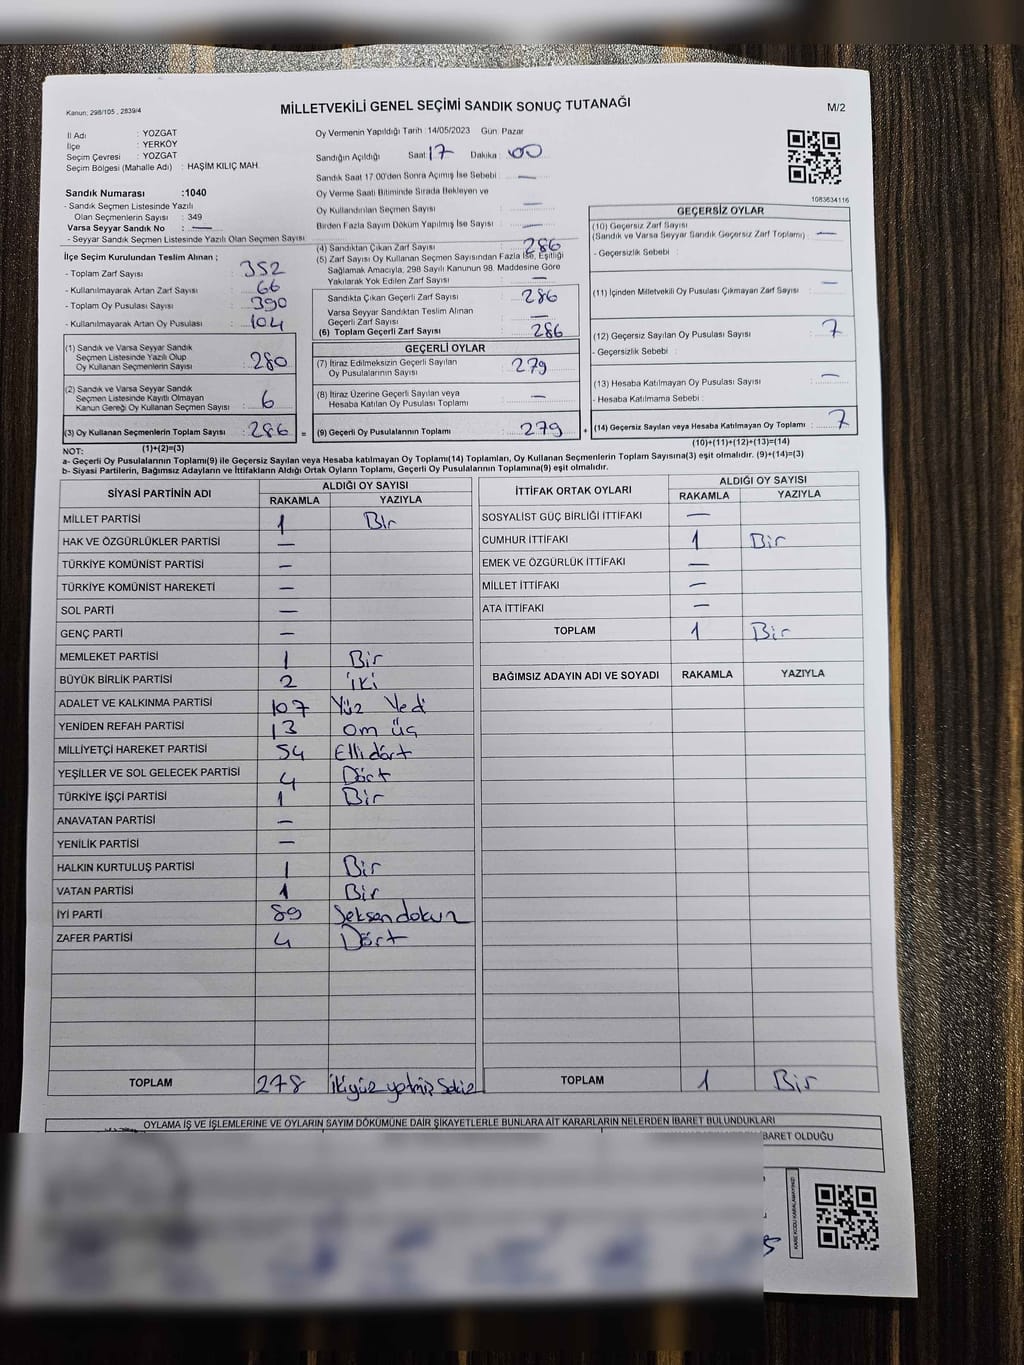 Kanun: 298/105 , 2839/4
MİLLETVEKİLİ GENEL SEÇİMİ SANDIK SONUÇ TUTANAĞI
M/2
İl Adı : YOZGAT
İlçe : YERKÖY
Seçim Çevresi : YOZGAT
Seçim Bölgesi (Mahalle Adı) : HAŞİM KILIÇ MAH.
Sandık Numarası :1040
- Sandık Seçmen Listesinde Yazılı
Olan Seçmenlerin Sayısı : 349
Varsa Seyyar Sandık No : —
- Seyyar Sandık Seçmen Listesinde Yazılı Olan Seçmen Sayısı
İlçe Seçim Kurulundan Teslim Alınan ;
- Toplam Zarf Sayısı : 352
- Kullanılmayarak Artan Zarf Sayısı : 66
- Toplam Oy Pusulası Sayısı : 390
- Kullanılmayarak Artan Oy Pusulası : 104
(1) Sandık ve Varsa Seyyar Sandık
Seçmen Listesinde Yazılı Olup
Oy Kullanan Seçmen Sayısı : 280
(2) Sandık ve Varsa Seyyar Sandık
Seçmen Listesinde Kayıtlı Olmayan
Kanun Gereği Oy Kullanan Seçmen Sayısı : 6
(3) Oy Kullanan Seçmenlerin Toplam Sayısı : 286
(1)+(2)=(3)
Oy Vermenin Yapıldığı Tarih :14/05/2023 Gün: Pazar
Sandığın Açıldığı Saat: 17 Dakika: 00
Sandık Saat 17.00'den Sonra Açılmış İse Sebebi : —
Oy Verme Saati Bitiminde Sırada Bekleyen ve
Oy Kullandırılan Seçmen Sayısı : —
Birden Fazla Sayım Döküm Yapılmış İse Sayısı : —
(4) Sandıktan Çıkan Zarf Sayısı : 286
(5) Zarf Sayısı Oy Kullanan Seçmen Sayısından Fazla İse, Eşitliği
Sağlamak Amacıyla, 298 Sayılı Kanunun 98. Maddesine Göre
Yakılarak Yok Edilen Zarf Sayısı : —
Sandıkta Çıkan Geçerli Zarf Sayısı : 286
Varsa Seyyar Sandıktan Teslim Alınan
Geçerli Zarf Sayısı : —
(6) Toplam Geçerli Zarf Sayısı : 286
GEÇERLİ OYLAR
(7) İtiraz Edilmeksizin Geçerli Sayılan
Oy Pusulalarının Sayısı : 279
(8) İtiraz Üzerine Geçerli Sayılan veya
Hesaba Katılan Oy Pusulası Toplamı : —
= (9) Geçerli Oy Pusulalarının Toplamı : 279 +
1083634116
GEÇERSİZ OYLAR
(10) Geçersiz Zarf Sayısı
(Sandık ve Varsa Seyyar Sandık Geçersiz Zarf Toplamı) : —
- Geçersizlik Sebebi :
(11) İçinden Milletvekili Oy Pusulası Çıkmayan Zarf Sayısı : —
(12) Geçersiz Sayılan Oy Pusulası Sayısı : 7
- Geçersizlik Sebebi :
(13) Hesaba Katılmayan Oy Pusulası Sayısı : —
- Hesaba Katılmama Sebebi :
(14) Geçersiz Sayılan veya Hesaba Katılmayan Oy Toplamı : 7
(10)+(11)+(12)+(13)=(14)
NOT:
a- Geçerli Oy Pusulalarının Toplamı(9) ile Geçersiz Sayılan veya Hesaba katılmayan Oy Toplamı(14) Toplamları, Oy Kullanan Seçmenlerin Toplam Sayısına(3) eşit olmalıdır. (9)+(14)=(3)
b- Siyasi Partilerin, Bağımsız Adayların ve İttifakların Aldığı Ortak Oyların Toplamı, Geçerli Oy Pusulalarının Toplamına(9) eşit olmalıdır.
SİYASİ PARTİNİN ADI ALDIĞI OY SAYISI
RAKAMLA YAZIYLA
MİLLET PARTİSİ 1 Bir
HAK VE ÖZGÜRLÜKLER PARTİSİ —
TÜRKİYE KOMÜNİST PARTİSİ —
TÜRKİYE KOMÜNİST HAREKETİ —
SOL PARTİ —
GENÇ PARTİ —
MEMLEKET PARTİSİ 1 Bir
BÜYÜK BİRLİK PARTİSİ 2 iki
ADALET VE KALKINMA PARTİSİ 107 Yüz Yedi
YENİDEN REFAH PARTİSİ 13 on üç
MİLLİYETÇİ HAREKET PARTİSİ 54 Elli dört
YEŞİLLER VE SOL GELECEK PARTİSİ 4 Dört
TÜRKİYE İŞÇİ PARTİSİ 1 Bir
ANAVATAN PARTİSİ —
YENİLİK PARTİSİ —
HALKIN KURTULUŞ PARTİSİ 1 Bir
VATAN PARTİSİ 1 Bir
İYİ PARTİ 89 Seksen dokuz
ZAFER PARTİSİ 4 Dört
TOPLAM 278 ikiyüz yetmiş sekiz
İTTİFAK ORTAK OYLARI ALDIĞI OY SAYISI
RAKAMLA YAZIYLA
SOSYALİST GÜÇ BİRLİĞİ İTTİFAKI —
CUMHUR İTTİFAKI 1 Bir
EMEK VE ÖZGÜRLÜK İTTİFAKI —
MİLLET İTTİFAKI —
ATA İTTİFAKI —
TOPLAM 1 Bir
BAĞIMSIZ ADAYIN ADI VE SOYADI RAKAMLA YAZIYLA
TOPLAM 1 Bir
OYLAMA İŞ VE İŞLEMLERİNE VE OYLARIN SAYIM DÖKÜMÜNE DAİR ŞİKAYETLERLE BUNLARA AİT KARARLARIN NELERDEN İBARET BULUNDUKLARI
İBARET OLDUĞU
KARE KODU KARALAMAYINIZ!